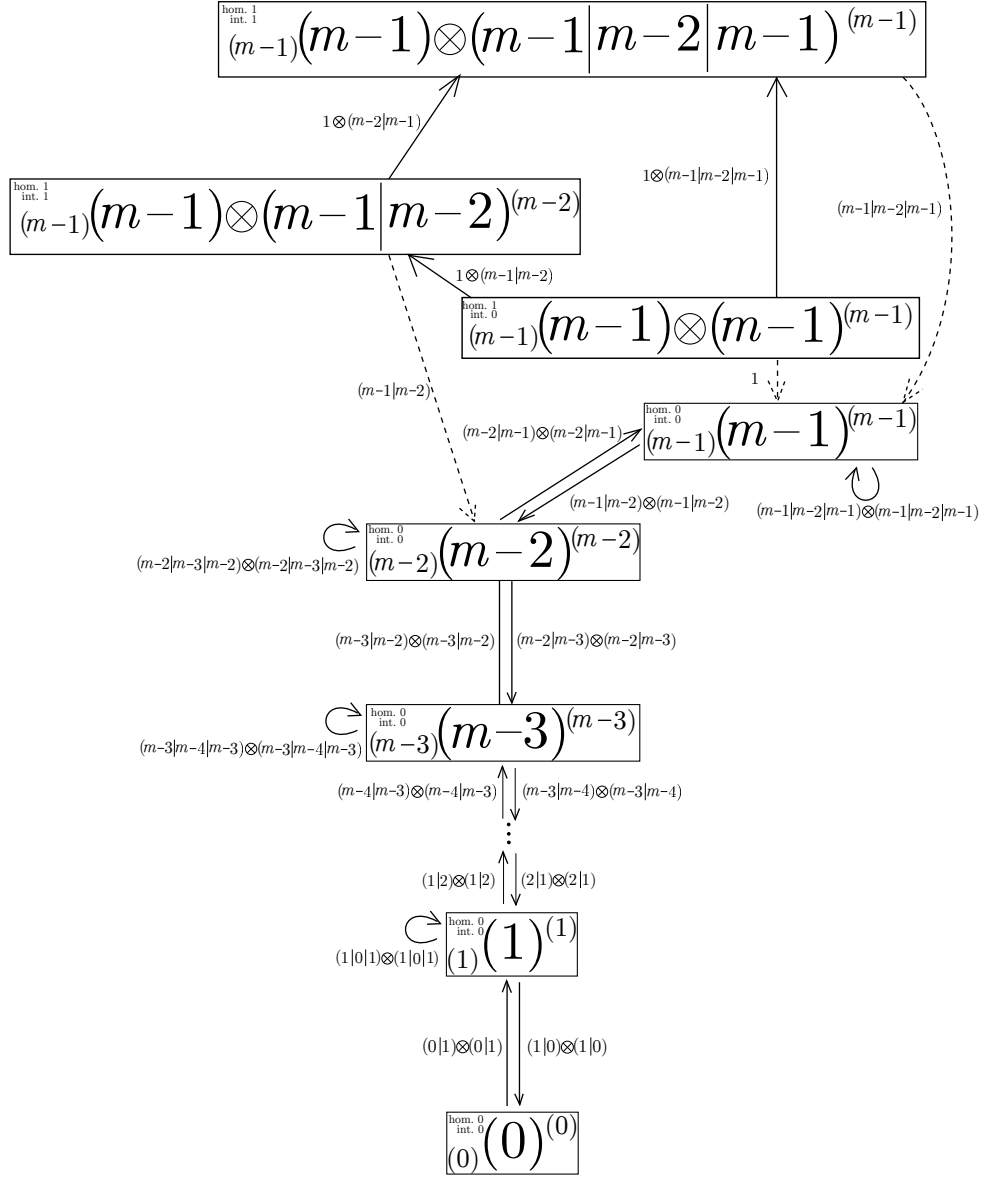 hom. 1
int. 1
(m−1)(m−1)⊗(m−1|m−2|m−1)(m−1)
1⊗(m−2|m−1)
1⊗(m−1|m−2|m−1)
(m−1|m−2|m−1)
hom. 1
int. 1
(m−1)(m−1)⊗(m−1|m−2)(m−2)
1⊗(m−1|m−2)
hom. 1
int. 0
(m−1)(m−1)⊗(m−1)(m−1)
1
(m−1|m−2)
hom. 0
int. 0
(m−1)(m−1)(m−1)
(m−2|m−1)⊗(m−2|m−1)
(m−1|m−2)⊗(m−1|m−2)
(m−1|m−2|m−1)⊗(m−1|m−2|m−1)
hom. 0
int. 0
(m−2)(m−2)(m−2)
(m−2|m−3|m−2)⊗(m−2|m−3|m−2)
(m−3|m−2)⊗(m−3|m−2)
(m−2|m−3)⊗(m−2|m−3)
hom. 0
int. 0
(m−3)(m−3)(m−3)
(m−3|m−4|m−3)⊗(m−3|m−4|m−3)
(m−4|m−3)⊗(m−4|m−3)
(m−3|m−4)⊗(m−3|m−4)
⋮
(1|2)⊗(1|2)
(2|1)⊗(2|1)
hom. 0
int. 0
(1)(1)(1)
(1|0|1)⊗(1|0|1)
(0|1)⊗(0|1)
(1|0)⊗(1|0)
hom. 0
int. 0
(0)(0)(0)